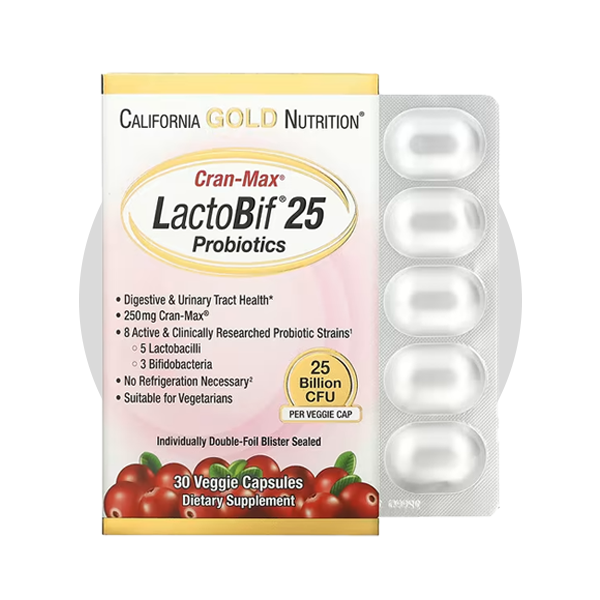 CALIFORNIA GOLD NUTRITION®
Cran-Max®
LactoBif® 25
Probiotics
• Digestive & Urinary Tract Health*
• 250mg Cran-Max®
• 8 Active & Clinically Researched Probiotic Strains¹
○ 5 Lactobacilli
○ 3 Bifidobacteria
• No Refrigeration Necessary²
• Suitable for Vegetarians
25
Billion
CFU
PER VEGGIE CAP
Individually Double-Foil Blister Sealed
30 Veggie Capsules
Dietary Supplement